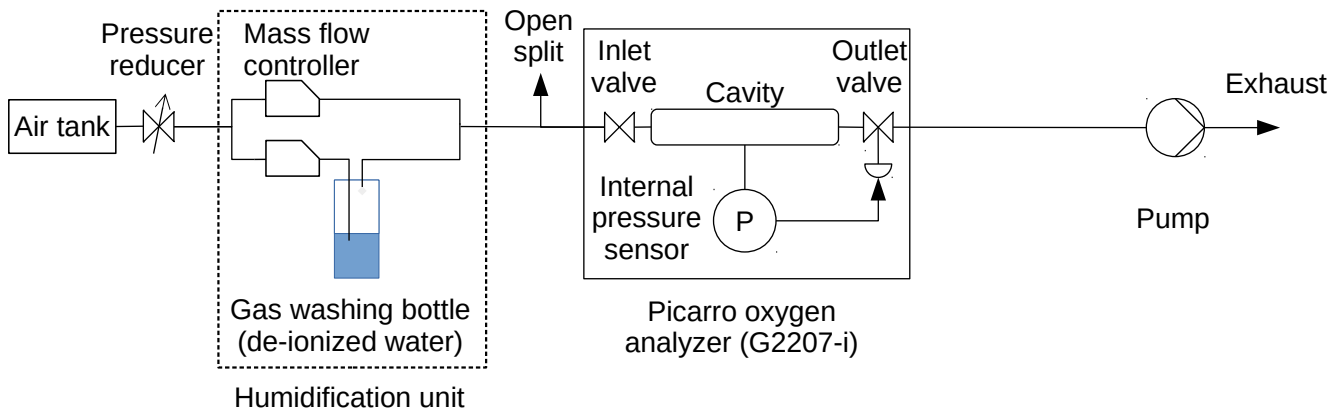 Pressure
reducer
Mass flow
controller
Open
split
Inlet
valve
Outlet
valve
Cavity
Exhaust
Air tank
Internal
pressure
sensor
P
Pump
Gas washing bottle
(de-ionized water)
Picarro oxygen
analyzer (G2207-i)
Humidification unit